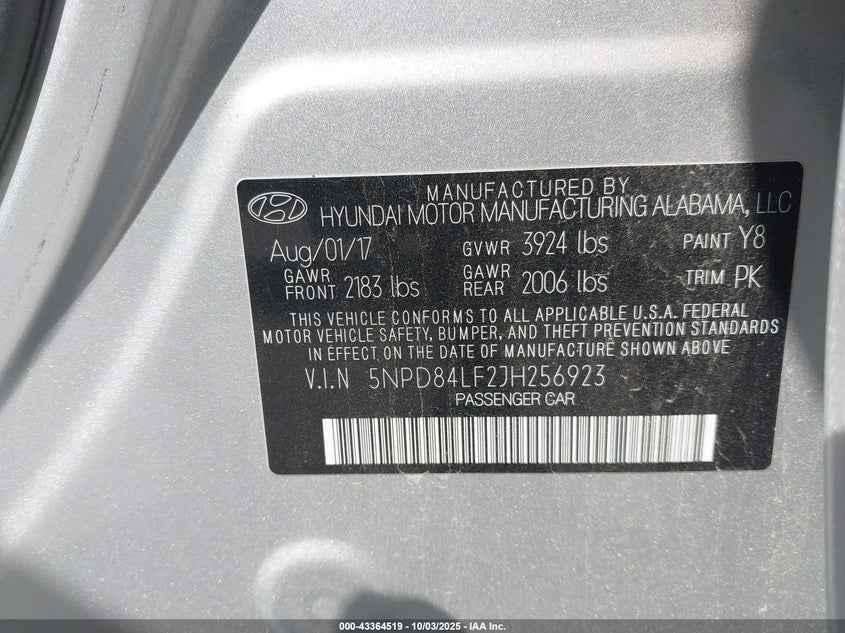 MANUFACTURED BY
HYUNDAI MOTOR MANUFACTURING ALABAMA, LLC
Aug/01/17 GVWR 3924 lbs PAINT Y8
GAWR FRONT 2183 lbs GAWR REAR 2006 lbs TRIM PK
THIS VEHICLE CONFORMS TO ALL APPLICABLE U.S.A. FEDERAL
MOTOR VEHICLE SAFETY, BUMPER, AND THEFT PREVENTION STANDARDS
IN EFFECT ON THE DATE OF MANUFACTURE SHOWN ABOVE.
V.I.N 5NPD84LF2JH256923
PASSENGER CAR
000-43364519 - 10/03/2025 - IAA Inc.